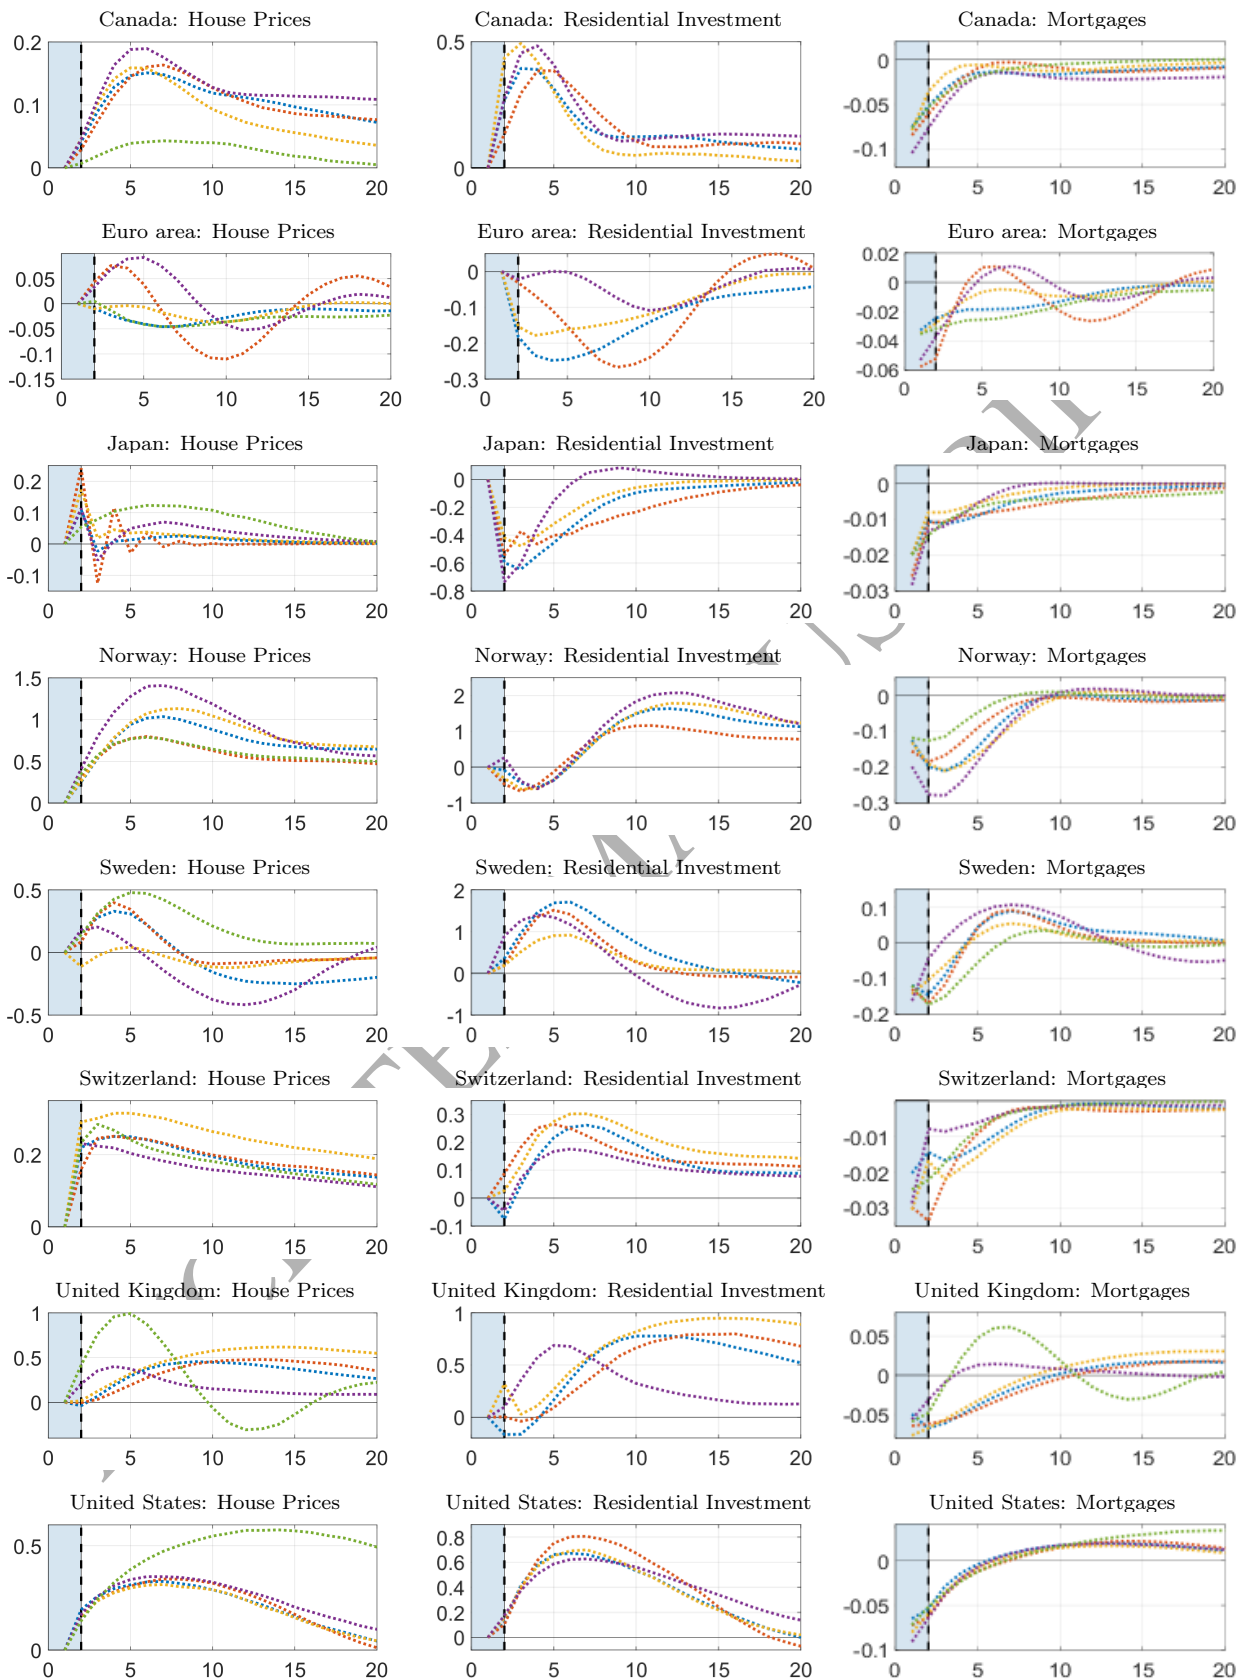 Canada: House Prices
Canada: Residential Investment
Canada: Mortgages
0.2
0.1
0
0 5 10 15 20
0.5
0
0 5 10 15 20
0
-0.05
-0.1
0 5 10 15 20
Euro area: House Prices
Euro area: Residential Investment
Euro area: Mortgages
0.05
0
-0.05
-0.1
-0.15
0 5 10 15 20
0
-0.1
-0.2
-0.3
0 5 10 15 20
0.02
0
-0.02
-0.04
-0.06
0 5 10 15 20
Japan: House Prices
Japan: Residential Investment
Japan: Mortgages
0.2
0.1
0
-0.1
0 5 10 15 20
0
-0.2
-0.4
-0.6
-0.8
0 5 10 15 20
0
-0.01
-0.02
-0.03
0 5 10 15 20
Norway: House Prices
Norway: Residential Investment
Norway: Mortgages
1.5
1
0.5
0
0 5 10 15 20
2
1
0
-1
0 5 10 15 20
0
-0.1
-0.2
-0.3
0 5 10 15 20
Sweden: House Prices
Sweden: Residential Investment
Sweden: Mortgages
0.5
0
-0.5
0 5 10 15 20
2
1
0
-1
0 5 10 15 20
0.1
0
-0.1
-0.2
0 5 10 15 20
Switzerland: House Prices
Switzerland: Residential Investment
Switzerland: Mortgages
0.2
0
0 5 10 15 20
0.3
0.2
0.1
0
-0.1
0 5 10 15 20
-0.01
-0.02
-0.03
0 5 10 15 20
United Kingdom: House Prices
United Kingdom: Residential Investment
United Kingdom: Mortgages
1
0.5
0
0 5 10 15 20
1
0.5
0
0 5 10 15 20
0.05
0
-0.05
0 5 10 15 20
United States: House Prices
United States: Residential Investment
United States: Mortgages
0.5
0
0 5 10 15 20
0.8
0.6
0.4
0.2
0
0 5 10 15 20
0
-0.05
-0.1
0 5 10 15 20